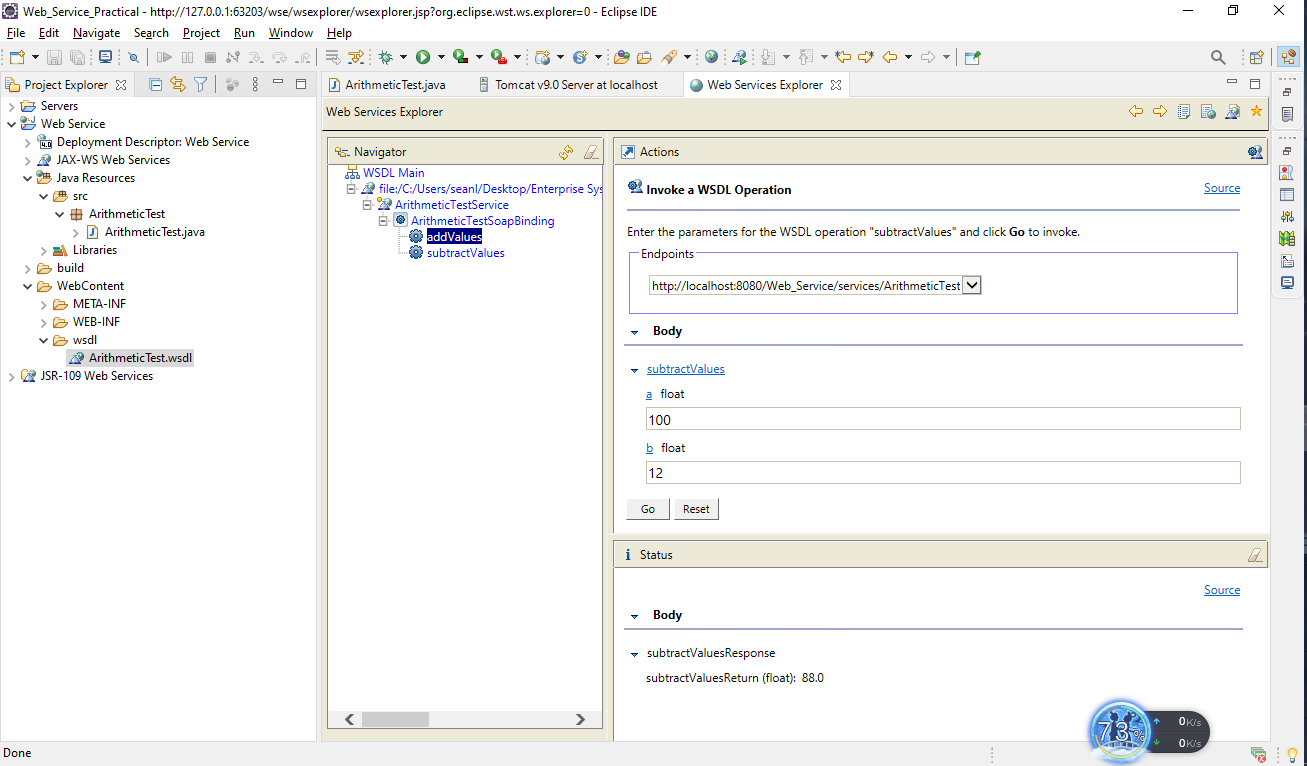 Web_Service_Practical - http://127.0.0.1:63203/wse/wsexplorer/wsexplorer.jsp?org.eclipse.wst.ws.explorer=0 - Eclipse IDE
File Edit Navigate Search Project Run Window Help
Project Explorer
Servers
Web Service
Deployment Descriptor: Web Service
JAX-WS Web Services
Java Resources
src
ArithmeticTest
ArithmeticTest.java
Libraries
build
WebContent
META-INF
WEB-INF
wsdl
ArithmeticTest.wsdl
JSR-109 Web Services
ArithmeticTest.java
Tomcat v9.0 Server at localhost
Web Services Explorer
Web Services Explorer
Navigator
WSDL Main
file:/C:/Users/seanl/Desktop/Enterprise Sys
ArithmeticTestService
ArithmeticTestSoapBinding
addValues
subtractValues
Actions
Invoke a WSDL Operation
Source
Enter the parameters for the WSDL operation "subtractValues" and click Go to invoke.
Endpoints
http://localhost:8080/Web_Service/services/ArithmeticTest
Body
subtractValues
a float
100
b float
12
Go Reset
Status
Source
Body
subtractValuesResponse
subtractValuesReturn (float): 88.0
73%
0K/s
0K/s
Done